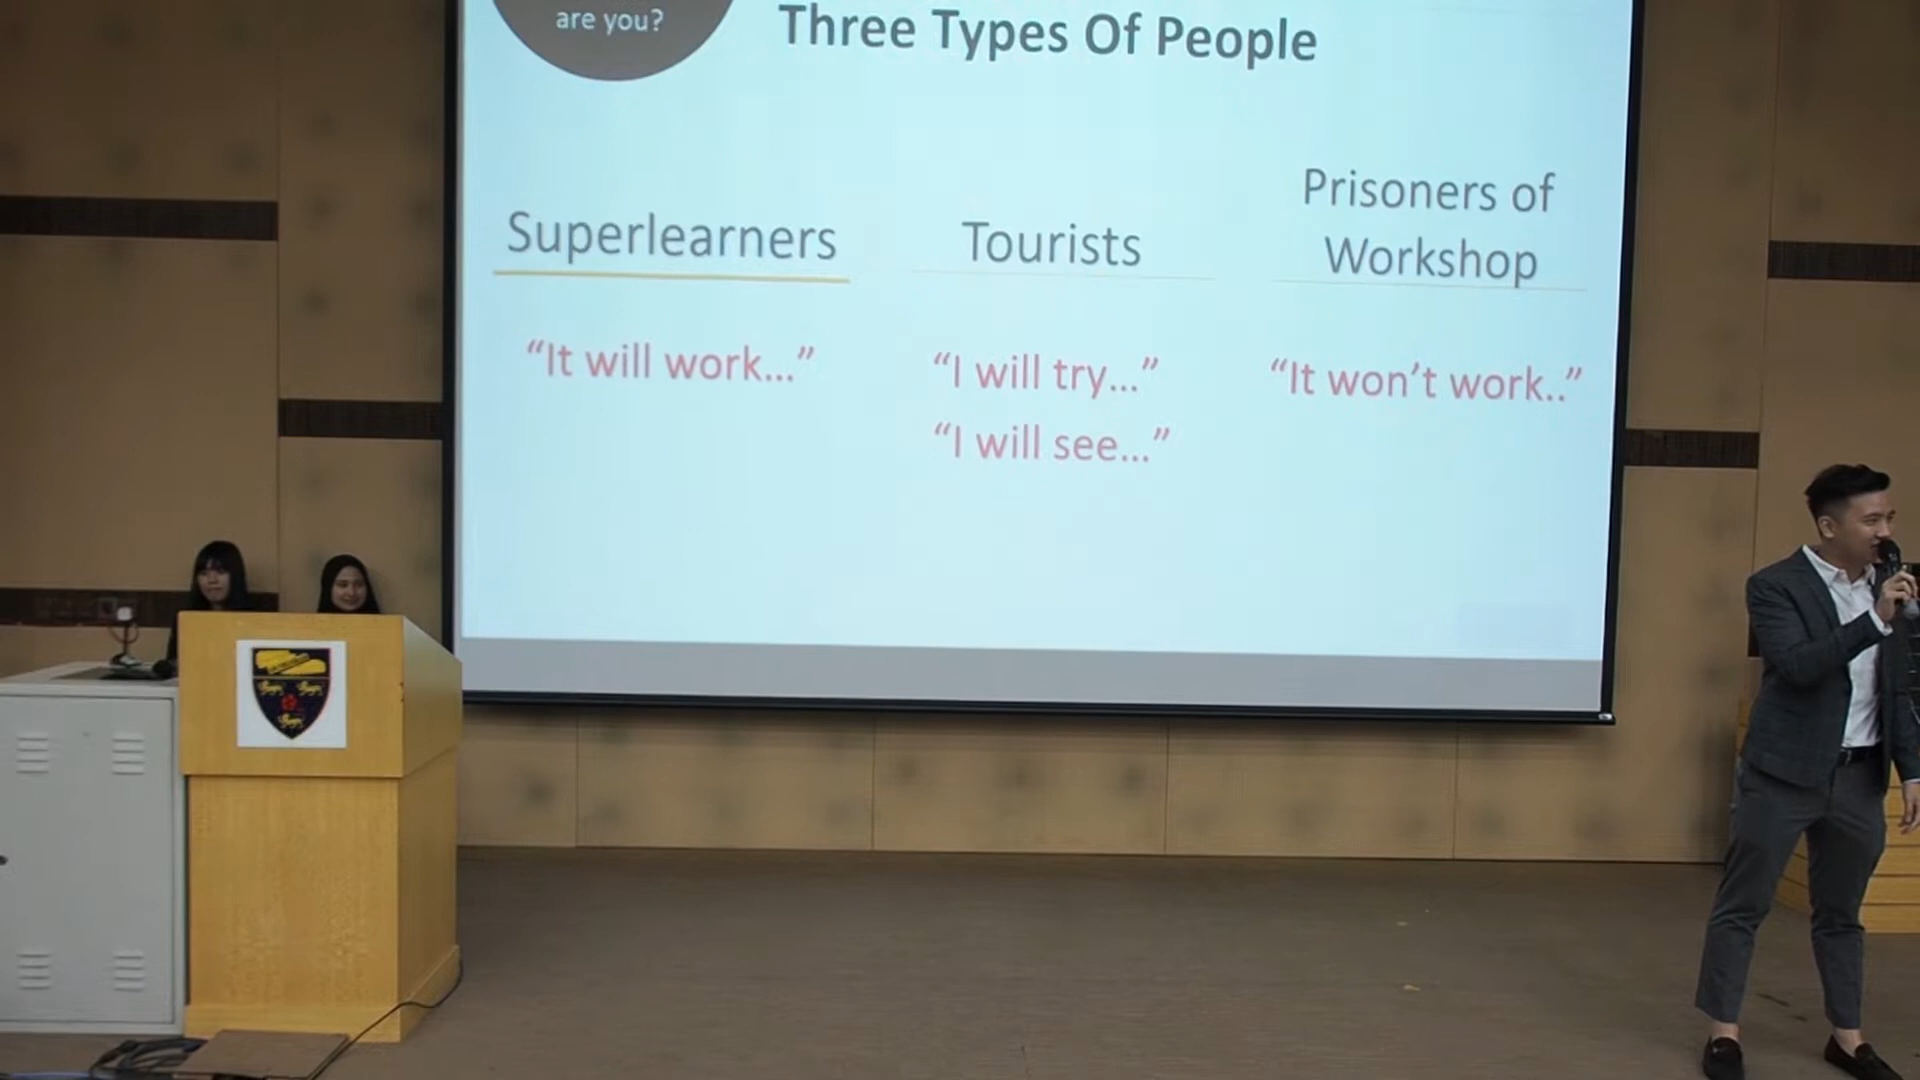 are you?
Three Types Of People
Superlearners
Tourists
Prisoners of
Workshop
“It will work...”
“I will try...”
“I will see...”
“It won’t work..”